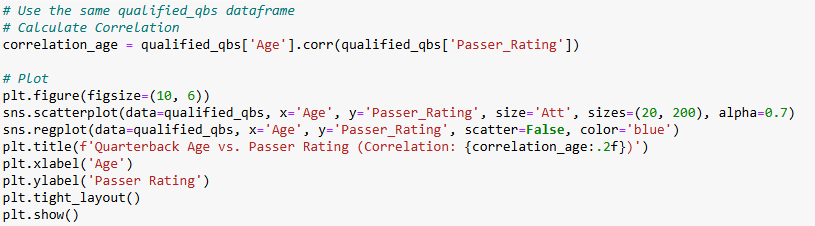 # Use the same qualified_qbs dataframe
# Calculate Correlation
correlation_age = qualified_qbs['Age'].corr(qualified_qbs['Passer_Rating'])
# Plot
plt.figure(figsize=(10, 6))
sns.scatterplot(data=qualified_qbs, x='Age', y='Passer_Rating', size='Att', sizes=(20, 200), alpha=0.7)
sns.regplot(data=qualified_qbs, x='Age', y='Passer_Rating', scatter=False, color='blue')
plt.title(f'Quarterback Age vs. Passer Rating (Correlation: {correlation_age:.2f})')
plt.xlabel('Age')
plt.ylabel('Passer Rating')
plt.tight_layout()
plt.show()